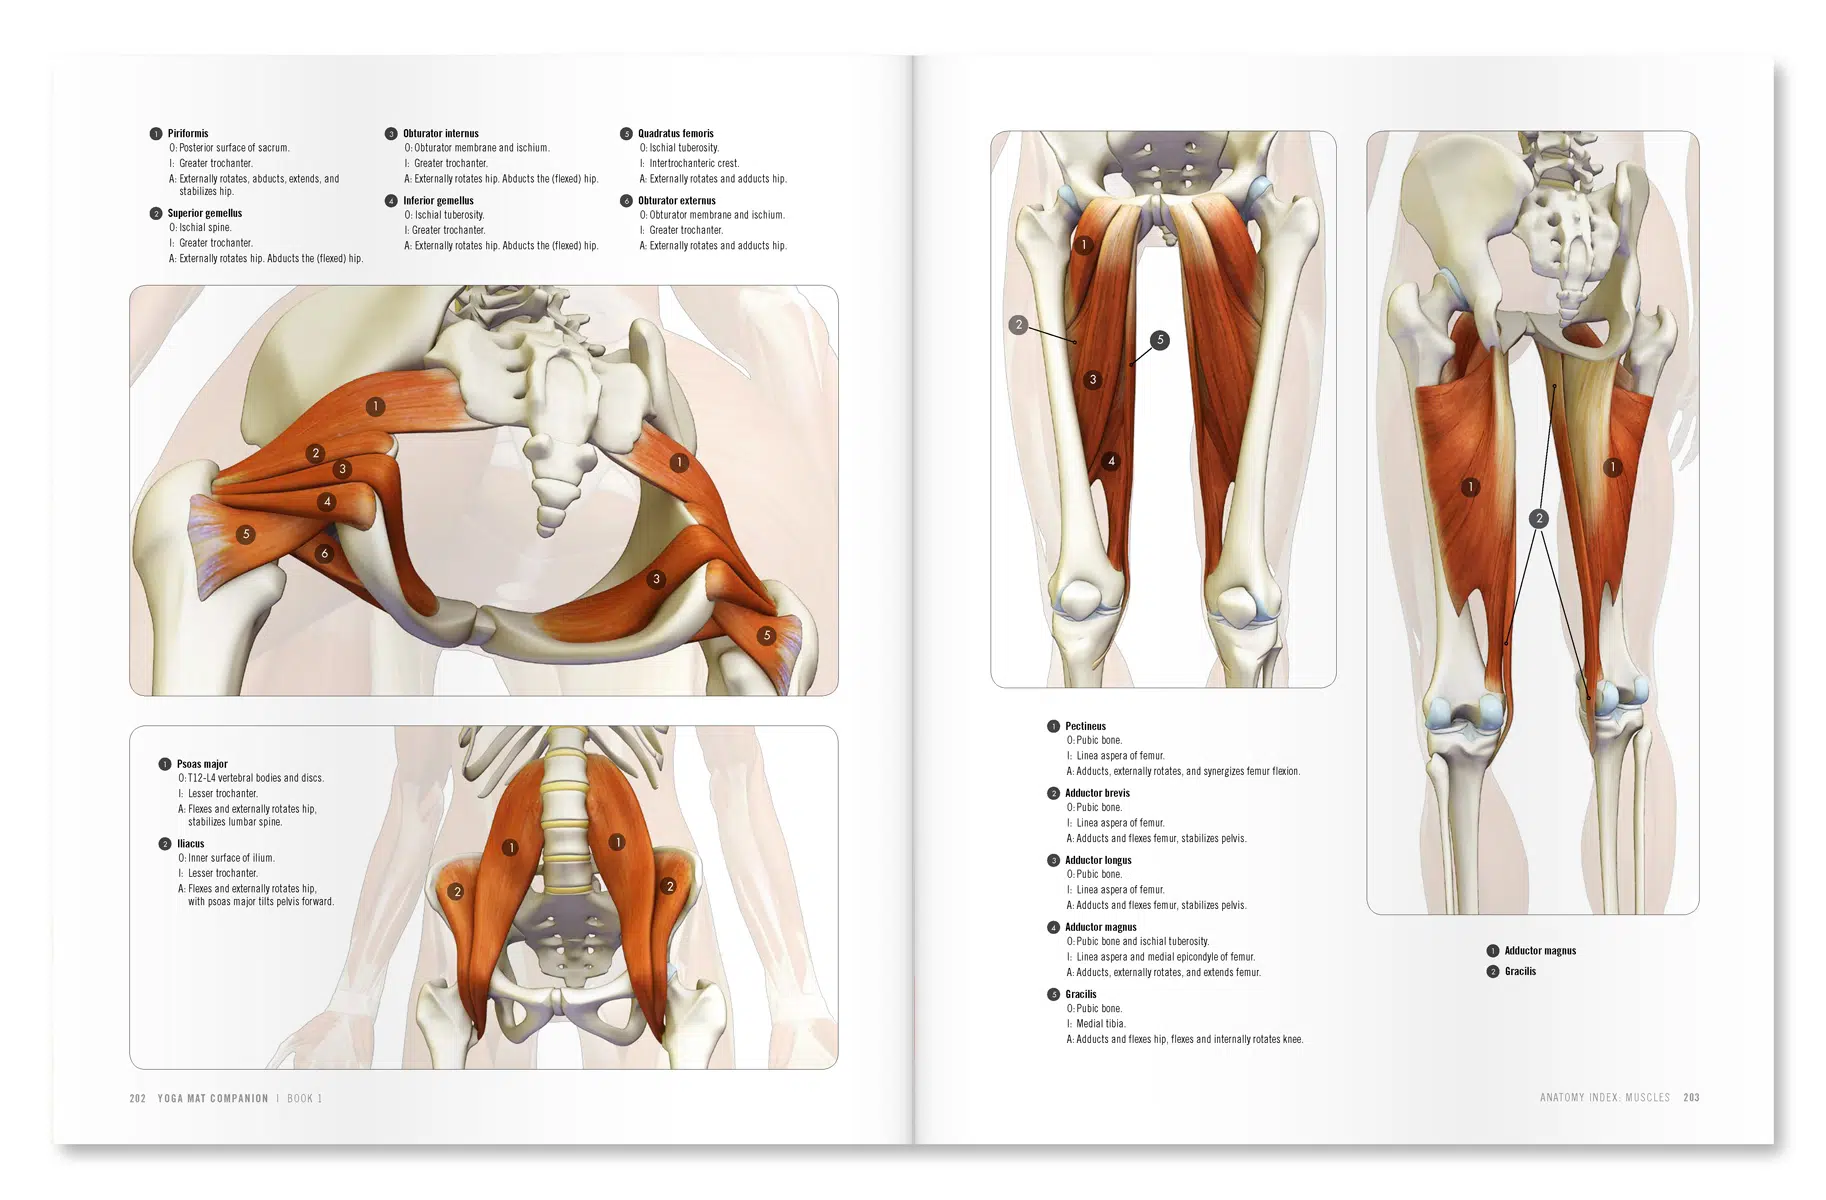 1 Piriformis
O: Posterior surface of sacrum.
I: Greater trochanter.
A: Externally rotates, abducts, extends, and
stabilizes hip.
2 Superior gemellus
O: Ischial spine.
I: Greater trochanter.
A: Externally rotates hip. Abducts the (flexed) hip.
3 Obturator internus
O: Obturator membrane and ischium.
I: Greater trochanter.
A: Externally rotates hip. Abducts the (flexed) hip.
4 Inferior gemellus
O: Ischial tuberosity.
I: Greater trochanter.
A: Externally rotates hip. Abducts the (flexed) hip.
5 Quadratus femoris
O: Ischial tuberosity.
I: Intertrochanteric crest.
A: Externally rotates and adducts hip.
6 Obturator externus
O: Obturator membrane and ischium.
I: Greater trochanter.
A: Externally rotates and adducts hip.
1
2
3
4
5
6
1
3
5
1 Psoas major
O: T12-L4 vertebral bodies and discs.
I: Lesser trochanter.
A: Flexes and externally rotates hip,
stabilizes lumbar spine.
2 Iliacus
O: Inner surface of ilium.
I: Lesser trochanter.
A: Flexes and externally rotates hip,
with psoas major tilts pelvis forward.
1
1
2
2
202 YOGA MAT COMPANION | BOOK 1
1
2
5
3
4
1 Pectineus
O: Pubic bone.
I: Linea aspera of femur.
A: Adducts, externally rotates, and synergizes femur flexion.
2 Adductor brevis
O: Pubic bone.
I: Linea aspera of femur.
A: Adducts and flexes femur, stabilizes pelvis.
3 Adductor longus
O: Pubic bone.
I: Linea aspera of femur.
A: Adducts and flexes femur, stabilizes pelvis.
4 Adductor magnus
O: Pubic bone and ischial tuberosity.
I: Linea aspera and medial epicondyle of femur.
A: Adducts, externally rotates, and extends femur.
5 Gracilis
O: Pubic bone.
I: Medial tibia.
A: Adducts and flexes hip, flexes and internally rotates knee.
1
1
2
1 Adductor magnus
2 Gracilis
ANATOMY INDEX: MUSCLES 203